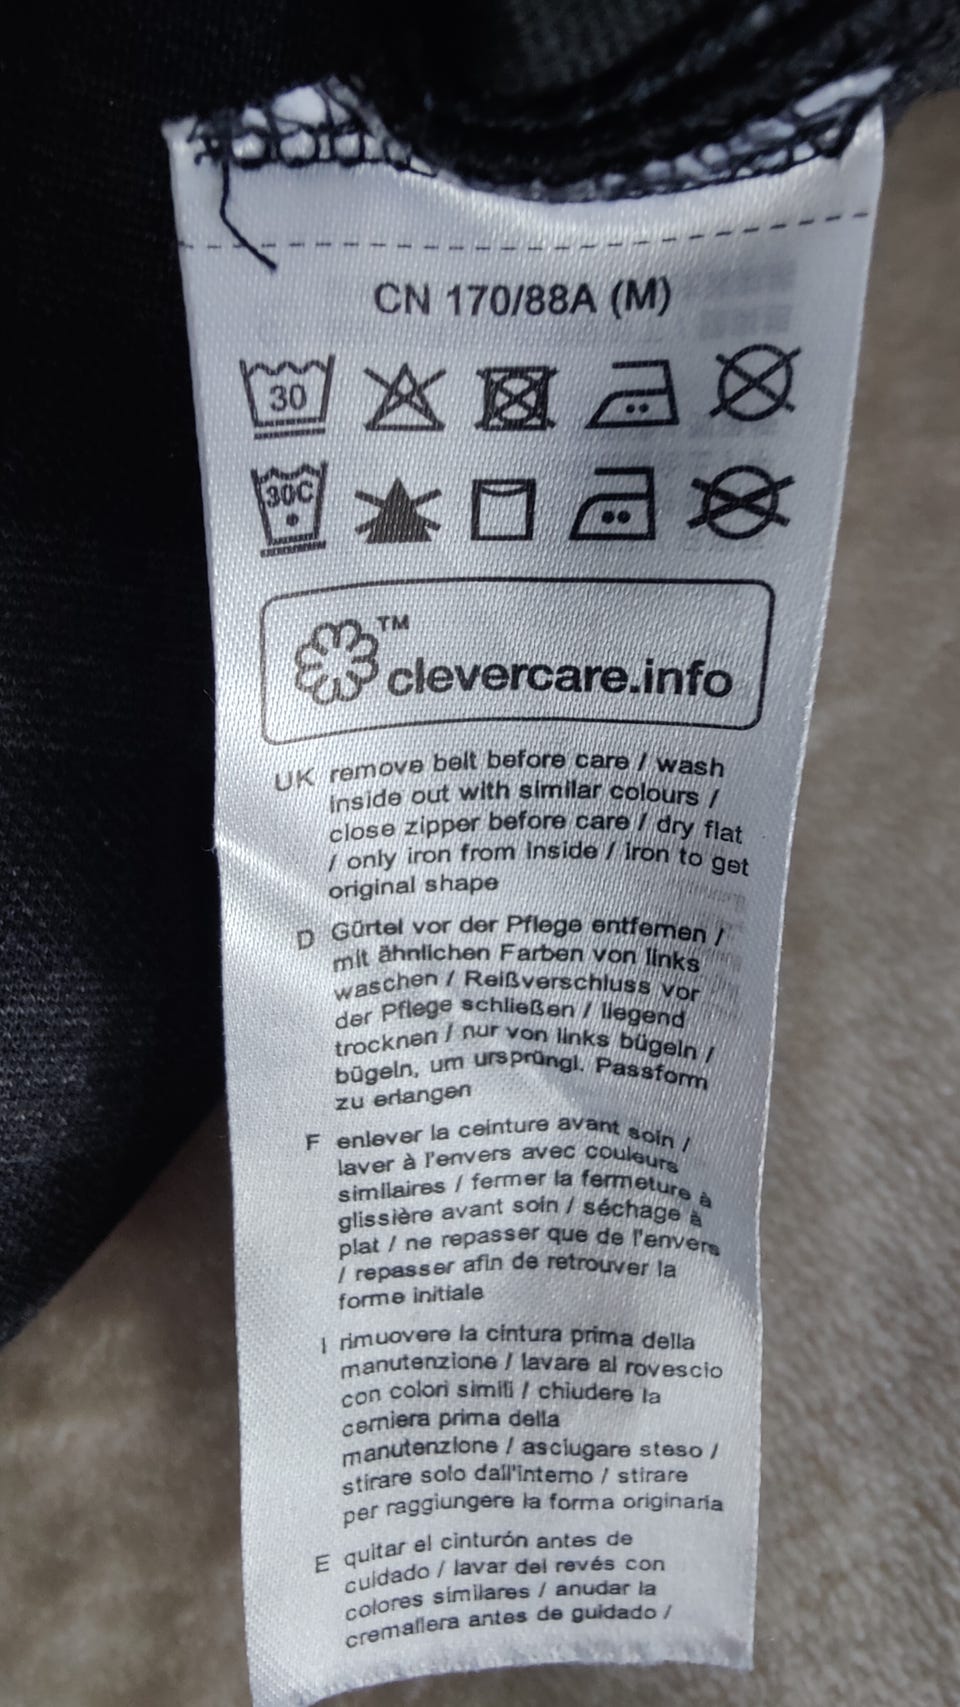 CN 170/88A (M)
30
30C
TM
clevercare.info
UK remove belt before care / wash
inside out with similar colours /
close zipper before care / dry flat
/ only iron from inside / iron to get
original shape
D Gürtel vor der Pflege entfernen /
mit ähnlichen Farben von links
waschen / Reißverschluss vor
der Pflege schließen / liegend
trocknen / nur von links bügeln /
bügeln, um ursprüngl. Passform
zu erlangen
F enlever la ceinture avant soin /
laver à l'envers avec couleurs
similaires / fermer la fermeture à
glissière avant soin / séchage à
plat / ne repasser que de l'envers
/ repasser afin de retrouver la
forme initiale
I rimuovere la cintura prima della
manutenzione / lavare al rovescio
con colori simili / chiudere la
cerniera prima della
manutenzione / asciugare steso /
stirare solo dall'interno / stirare
per raggiungere la forma originaria
E quitar el cinturón antes de
cuidado / lavar del revés con
colores similares / anudar la
cremallera antes de guidado /